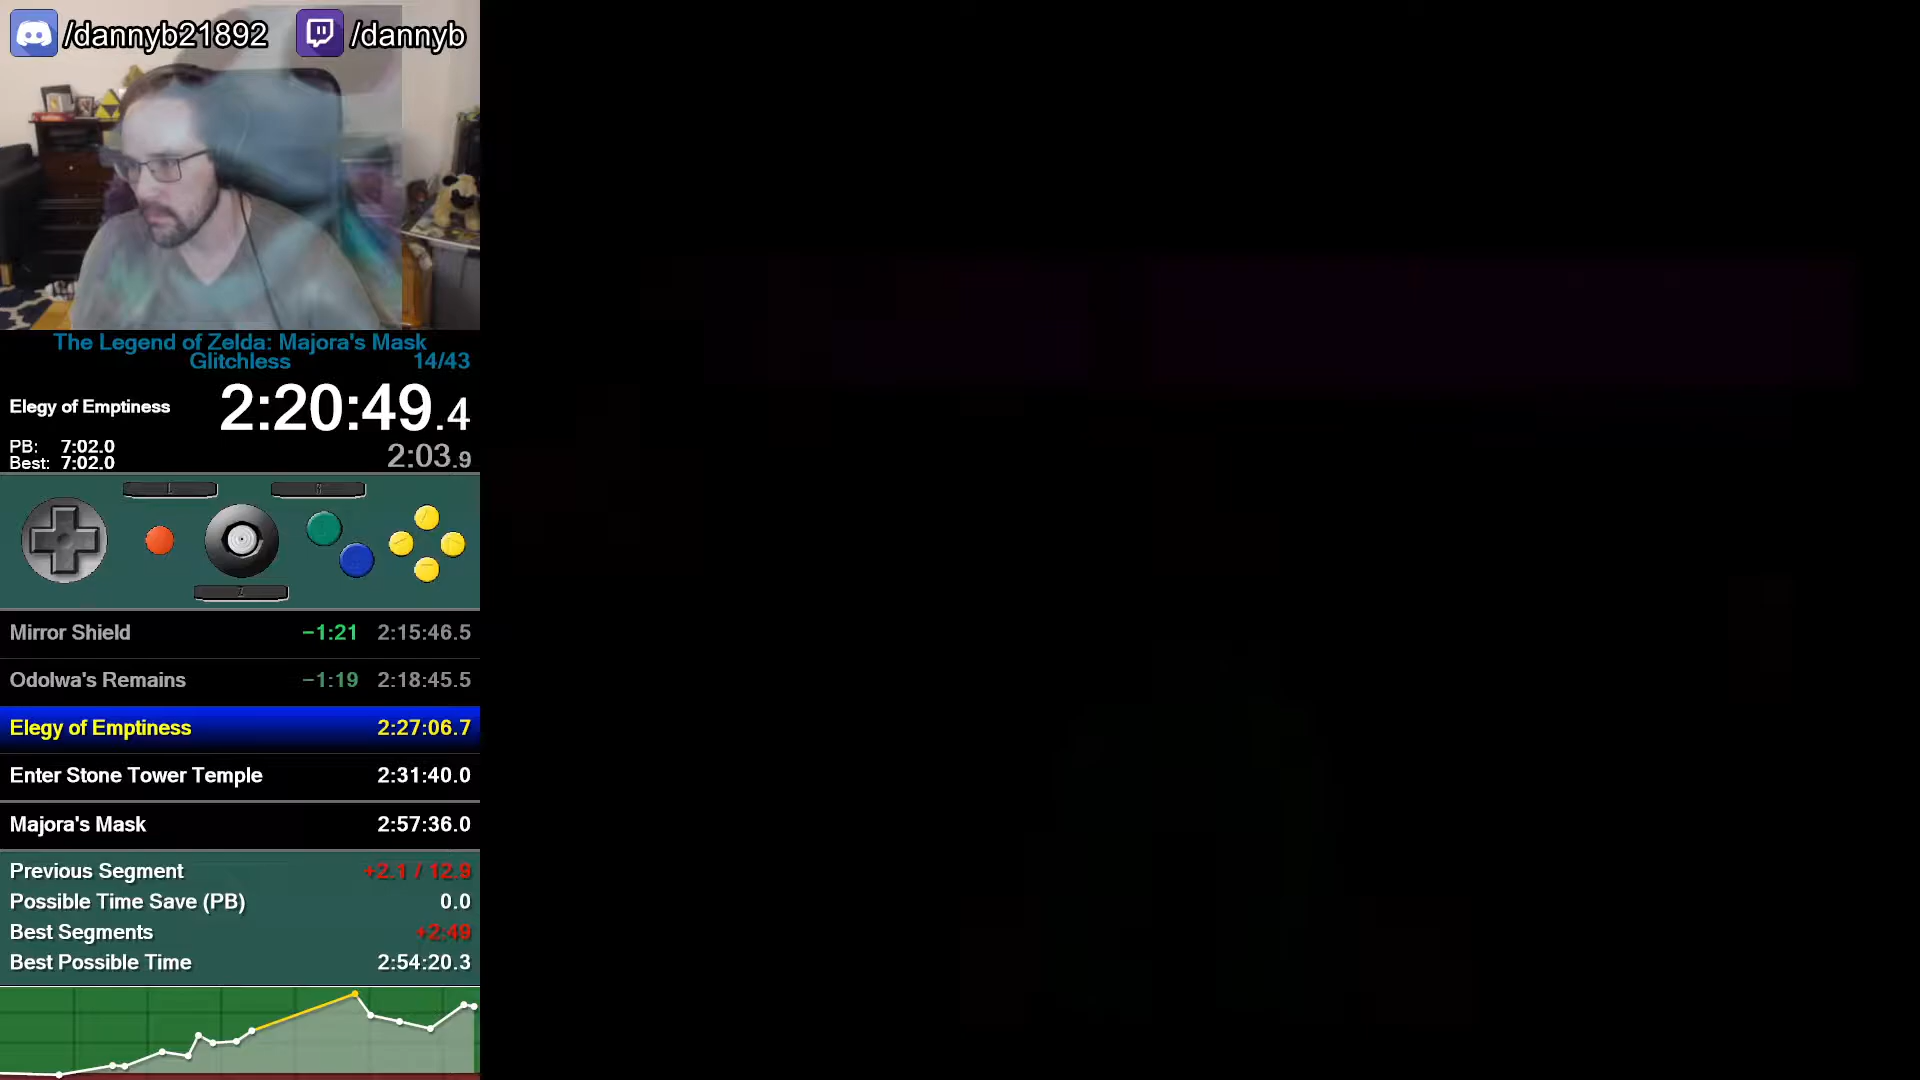 /dannyb21892 /dannyb
The Legend of Zelda: Majora's Mask
Glitchless 14/43
Elegy of Emptiness 2:20:49.4
PB: 7:02.0
Best: 7:02.0 2:03.9
L R
Z
Mirror Shield −1:21 2:15:46.5
Odolwa's Remains −1:19 2:18:45.5
Elegy of Emptiness 2:27:06.7
Enter Stone Tower Temple 2:31:40.0
Majora's Mask 2:57:36.0
Previous Segment +2.1 / 12.9
Possible Time Save (PB) 0.0
Best Segments +2:49
Best Possible Time 2:54:20.3